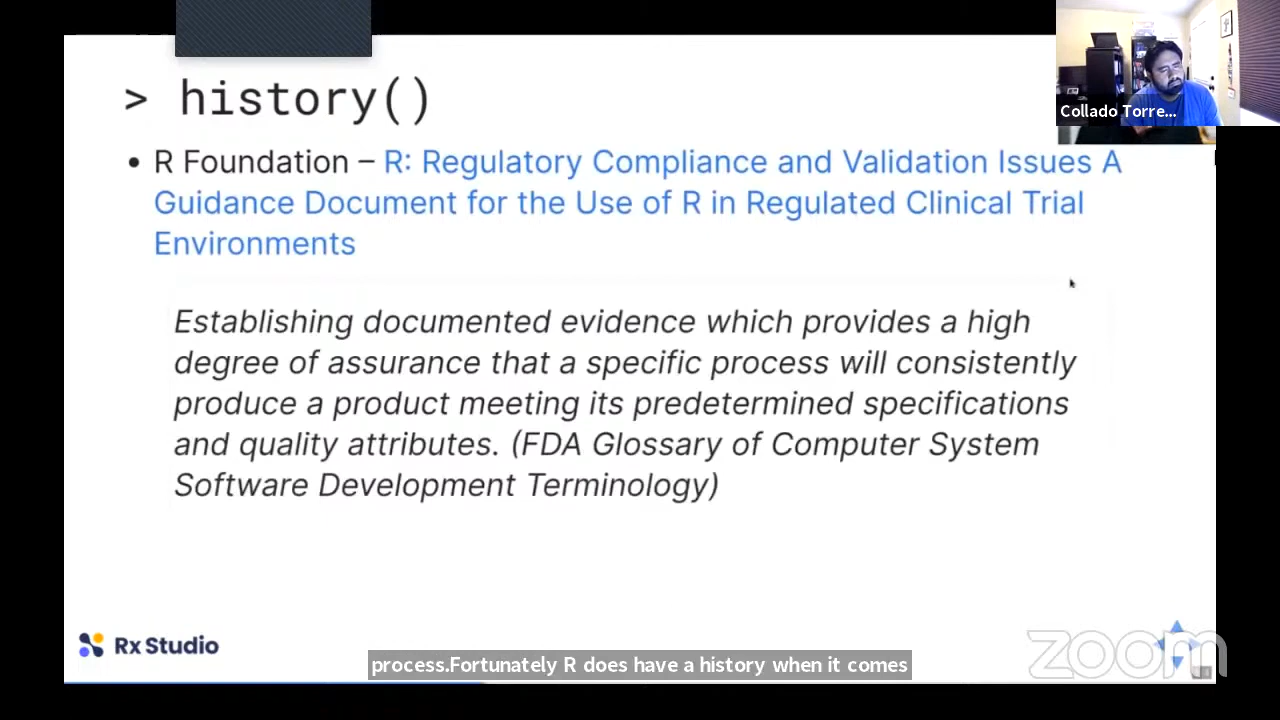 > history()
Collado Torre...
• R Foundation – R: Regulatory Compliance and Validation Issues A
Guidance Document for the Use of R in Regulated Clinical Trial
Environments
Establishing documented evidence which provides a high
degree of assurance that a specific process will consistently
produce a product meeting its predetermined specifications
and quality attributes. (FDA Glossary of Computer System
Software Development Terminology)
Rx Studio
zoom
process.Fortunately R does have a history when it comes